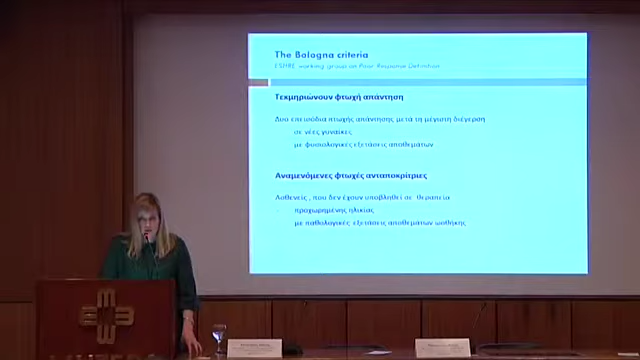 The Bologna criteria
ESHRE working group on Poor Response Definition
Τεκμηριώνουν φτωχή απάντηση
Δυο επεισόδια πτωχής απάντησης μετά τη μέγιστη διέγερση
σε νέες γυναίκες
με φυσιολογικές εξετάσεις αποθεμάτων
Αναμενόμενες φτωχές ανταποκρίτριες
Ασθενείς , που δεν έχουν υποβληθεί σε θεραπεία
προχωρημένης ηλικίας
με παθολογικές εξετάσεις αποθεμάτων ωοθήκης